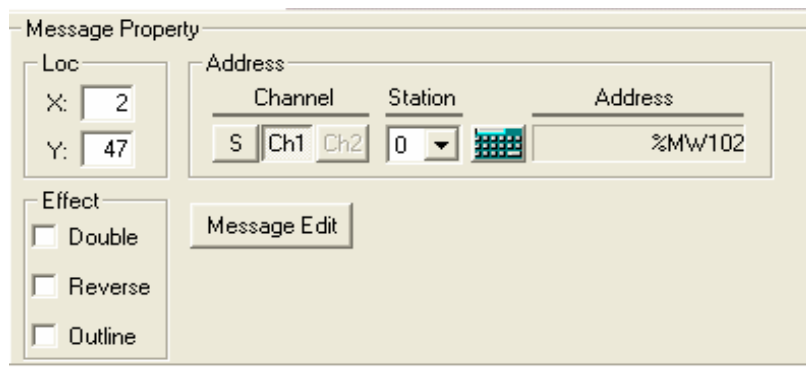 Message Property
Loc
X: 2
Y: 47
Address
Channel Station Address
S Ch1 Ch2 0 %MW102
Effect
Double
Reverse
Outline
Message Edit